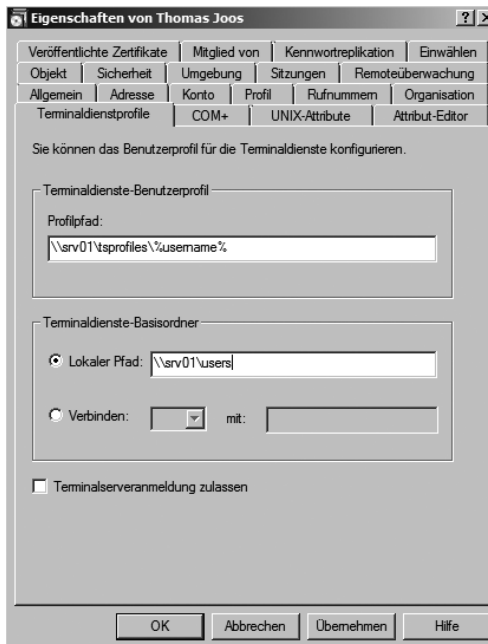 Eigenschaften von Thomas Joos
Veröffentlichte Zertifikate Mitglied von Kennwortreplikation Einwählen
Objekt Sicherheit Umgebung Sitzungen Remoteüberwachung
Allgemein Adresse Konto Profil Rufnummern Organisation
Terminaldienstprofile COM+ UNIX-Attribute Attribut-Editor
Sie können das Benutzerprofil für die Terminaldienste konfigurieren.
Terminaldienste-Benutzerprofil
Profilpfad:
\\srv01\tsprofiles\%username%
Terminaldienste-Basisordner
Lokaler Pfad: \\srv01\users
Verbinden: mit:
Terminalserveranmeldung zulassen
OK Abbrechen Übernehmen Hilfe